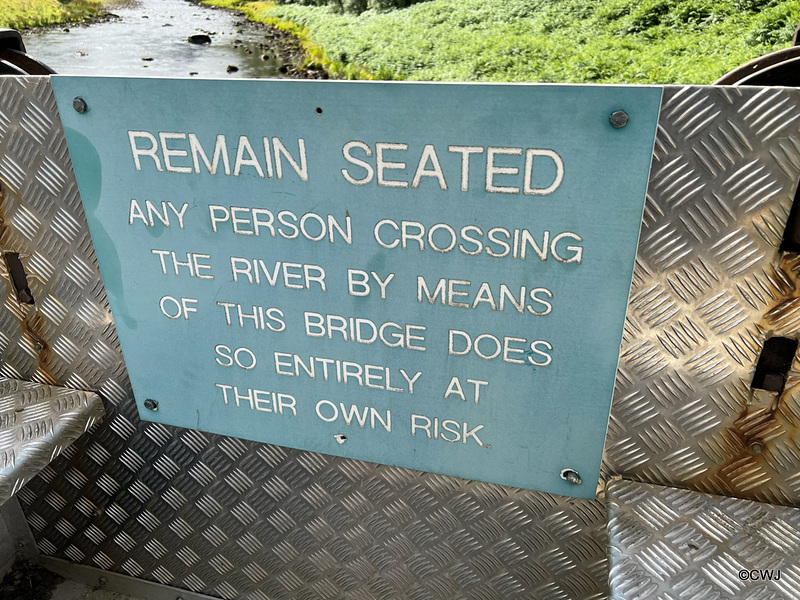 REMAIN SEATED
ANY PERSON CROSSING
THE RIVER BY MEANS
OF THIS BRIDGE DOES
SO ENTIRELY AT
THEIR OWN RISK.
©CWJ